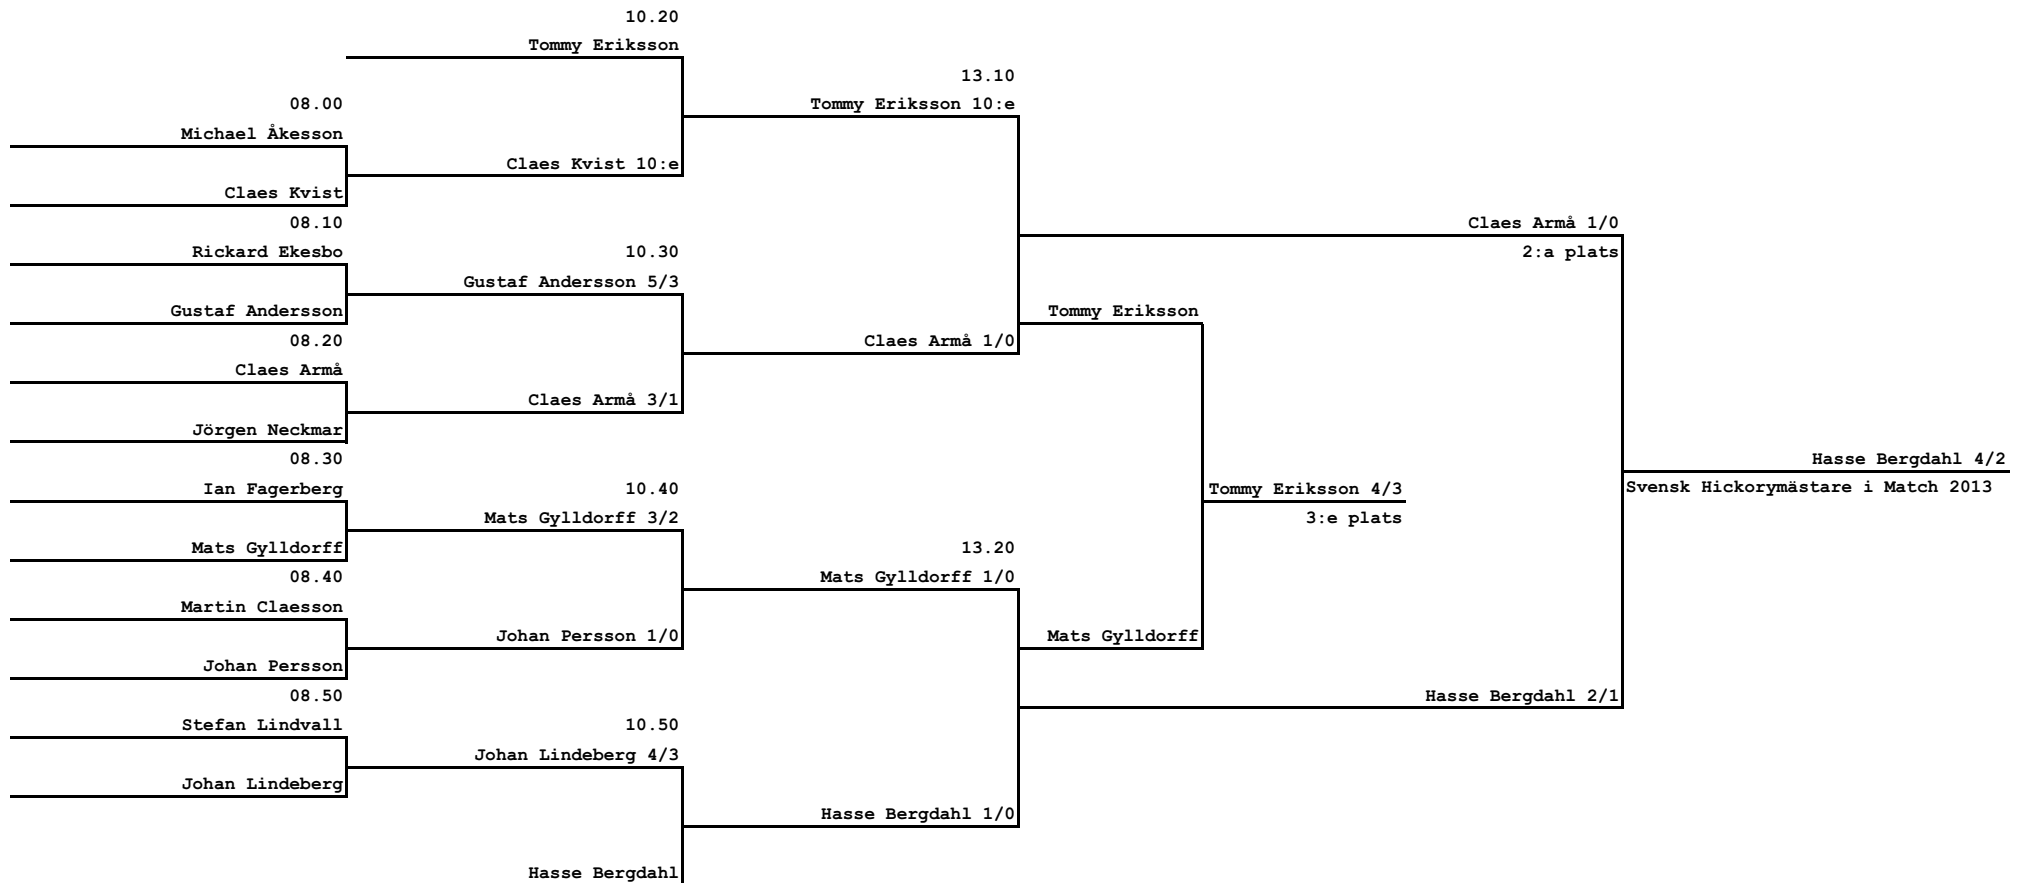 10.20
Tommy Eriksson
13.10
08.00
Tommy Eriksson 10:e
Michael Åkesson
Claes Kvist 10:e
Claes Kvist
08.10
Claes Armå 1/0
Rickard Ekesbo
10.30
2:a plats
Gustaf Andersson 5/3
Gustaf Andersson
Tommy Eriksson
08.20
Claes Armå 1/0
Claes Armå
Claes Armå 3/1
Jörgen Neckmar
08.30
Hasse Bergdahl 4/2
Ian Fagerberg
10.40
Tommy Eriksson 4/3
Svensk Hickorymästare i Match 2013
Mats Gylldorff 3/2
3:e plats
Mats Gylldorff
13.20
08.40
Mats Gylldorff 1/0
Martin Claesson
Johan Persson 1/0
Mats Gylldorff
Johan Persson
08.50
Hasse Bergdahl 2/1
Stefan Lindvall
10.50
Johan Lindeberg 4/3
Johan Lindeberg
Hasse Bergdahl 1/0
Hasse Bergdahl